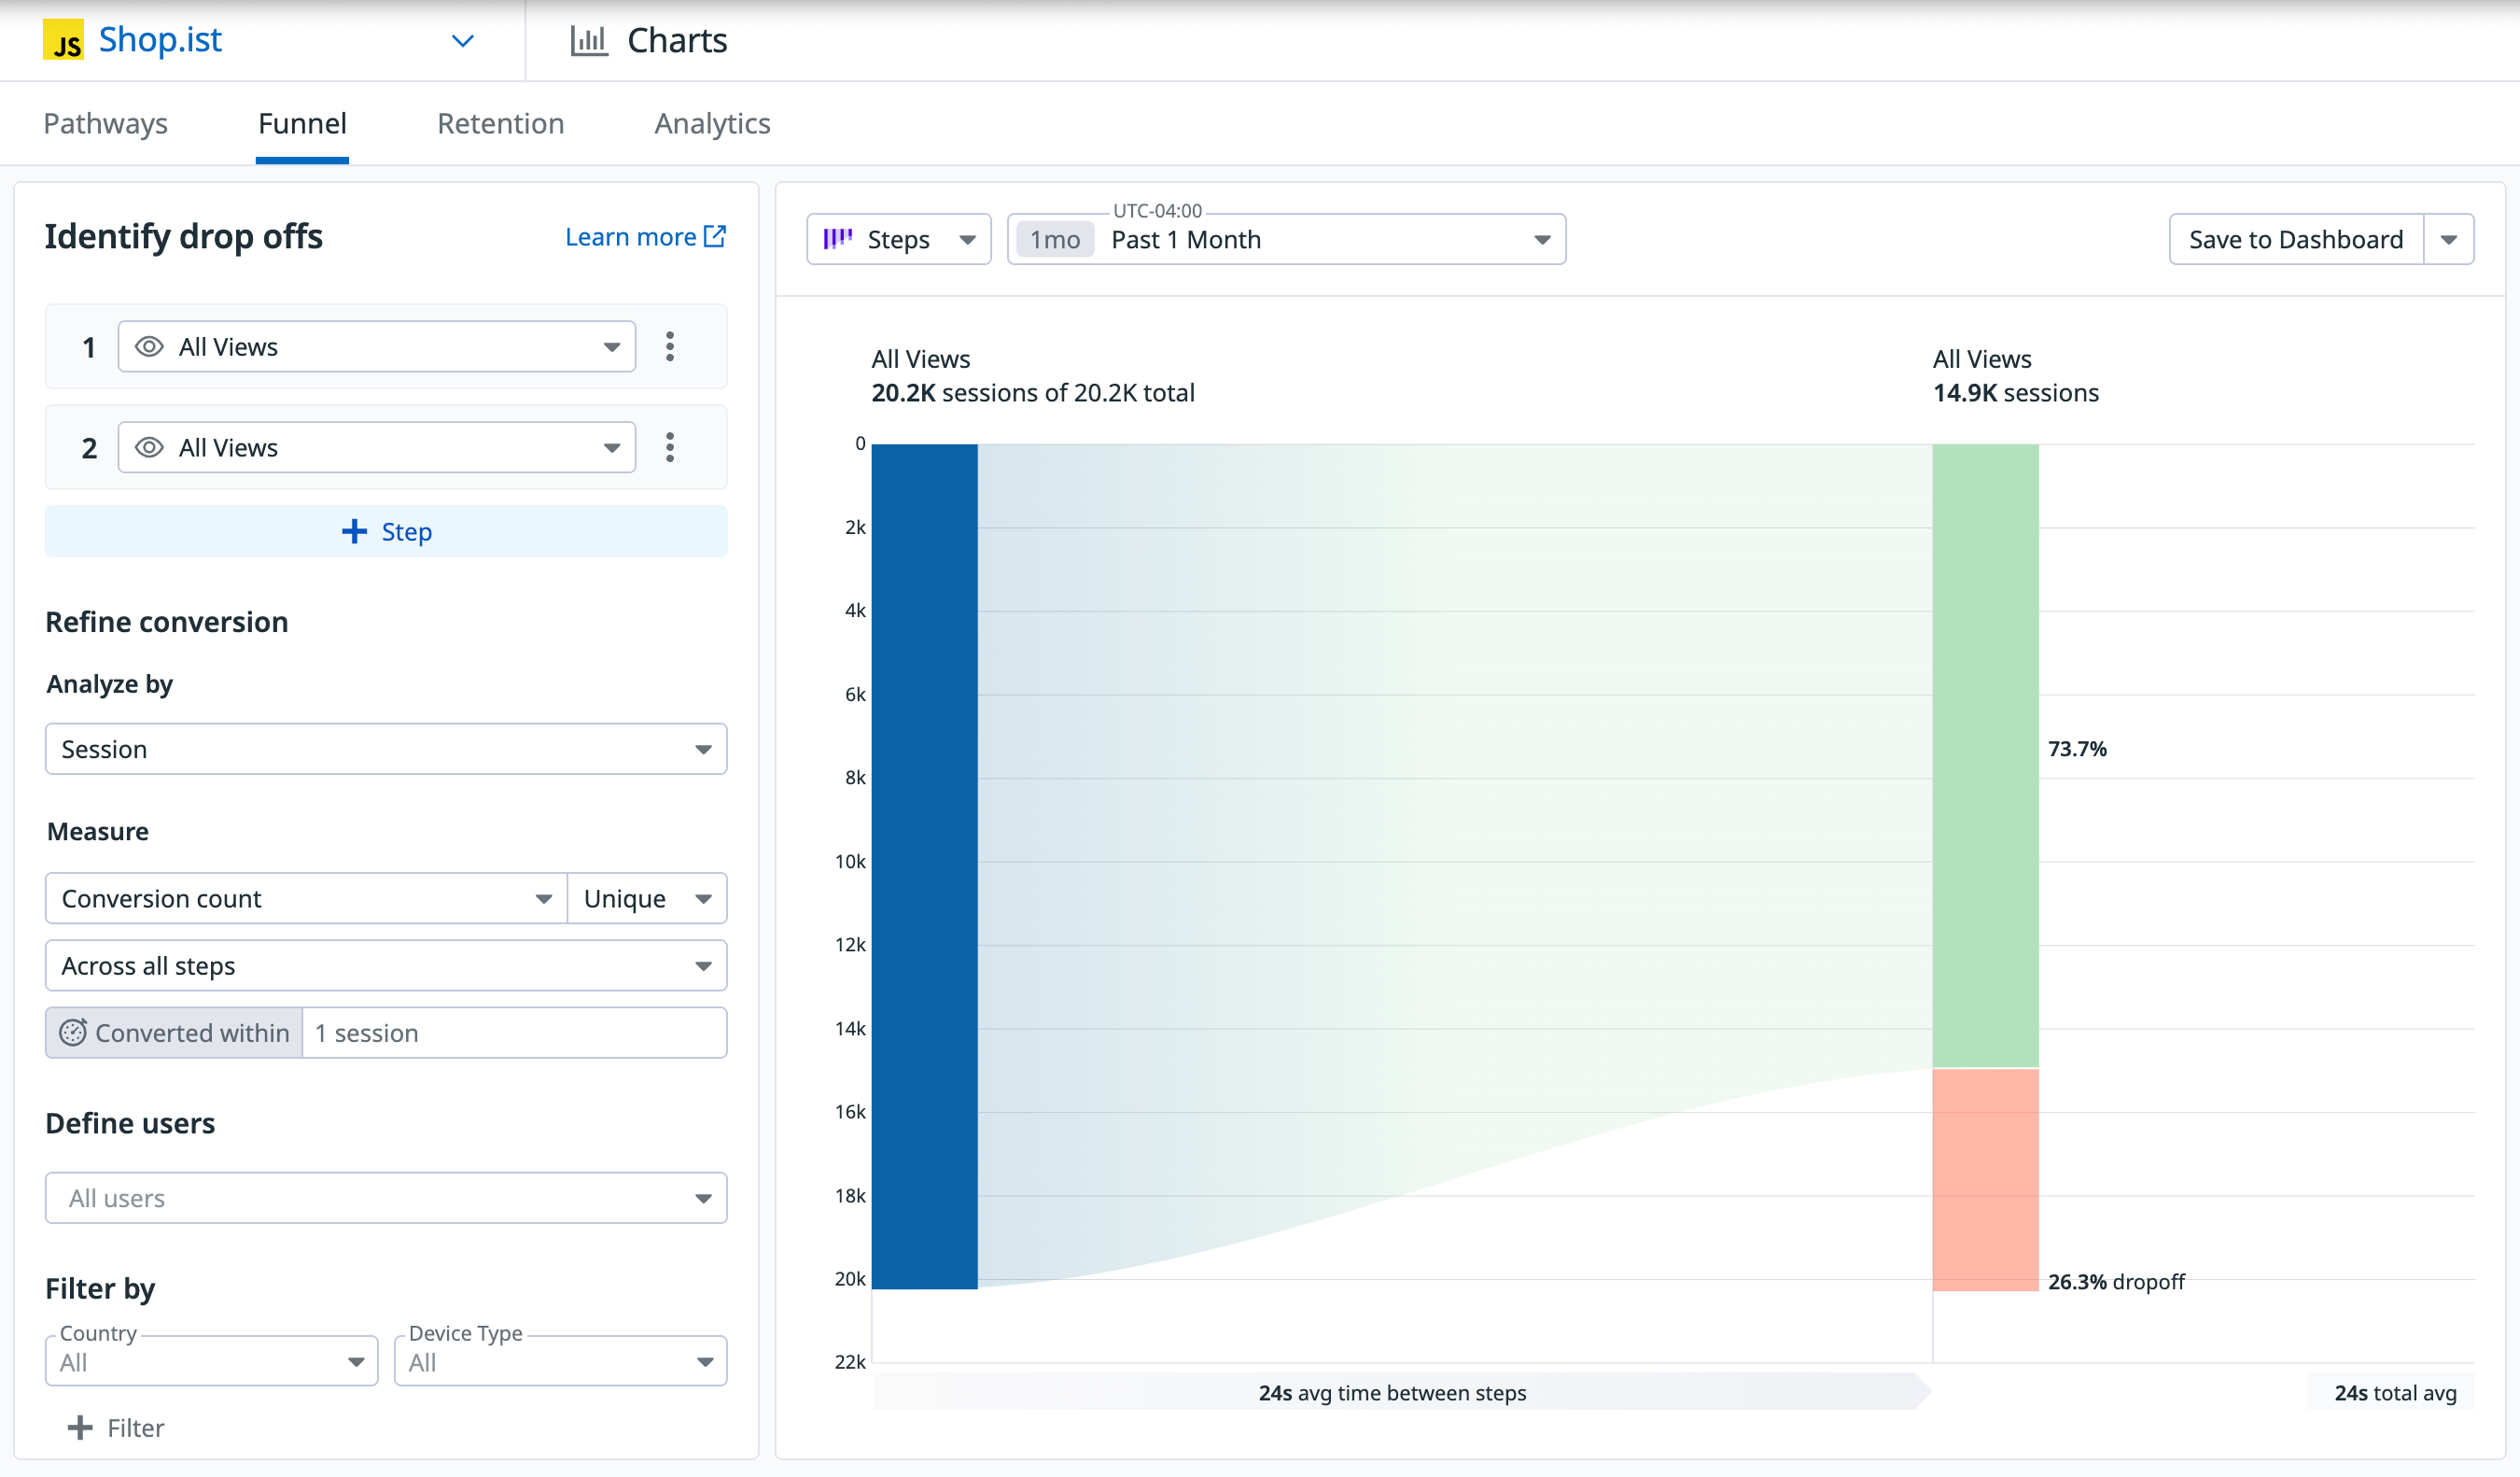 JS Shop.ist
Charts
Pathways Funnel Retention Analytics
Identify drop offs
Learn more
1 All Views
2 All Views
+ Step
Refine conversion
Analyze by
Session
Measure
Conversion count Unique
Across all steps
Converted within 1 session
Define users
All users
Filter by
Country
All
Device Type
All
+ Filter
Steps
UTC-04:00
1mo Past 1 Month
Save to Dashboard
All Views
20.2K sessions of 20.2K total
All Views
14.9K sessions
0
2k
4k
6k
8k
10k
12k
14k
16k
18k
20k
22k
73.7%
26.3% dropoff
24s avg time between steps
24s total avg